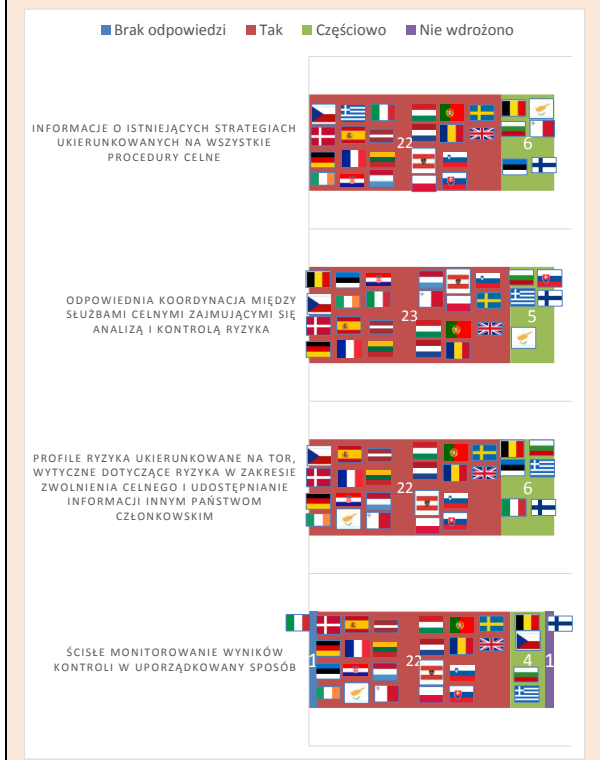 Brak odpowiedzi Tak Częściowo Nie wdrożono
INFORMACJE O ISTNIEJĄCYCH STRATEGIACH
UKIERUNKOWANYCH NA WSZYSTKIE
PROCEDURY CELNE
22 6
ODPOWIEDNIA KOORDYNACJA MIĘDZY
SŁUŻBAMI CELNYMI ZAJMUJĄCYMI SIĘ
ANALIZĄ I KONTROLĄ RYZYKA
23 5
PROFILE RYZYKA UKIERUNKOWANE NA TOR,
WYTYCZNE DOTYCZĄCE RYZYKA W ZAKRESIE
ZWOLNIENIA CELNEGO I UDOSTĘPNIANIE
INFORMACJI INNYM PAŃSTWOM
CZŁONKOWSKIM
22 6
ŚCISŁE MONITOROWANIE WYNIKÓW
KONTROLI W UPORZĄDKOWANY SPOSÓB
1 22 4 1